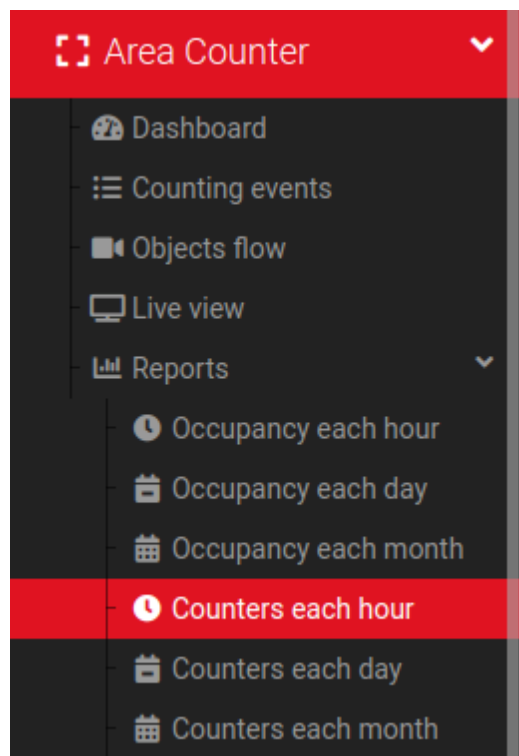 Area Counter
Dashboard
Counting events
Objects flow
Live view
Reports
Occupancy each hour
Occupancy each day
Occupancy each month
Counters each hour
Counters each day
Counters each month